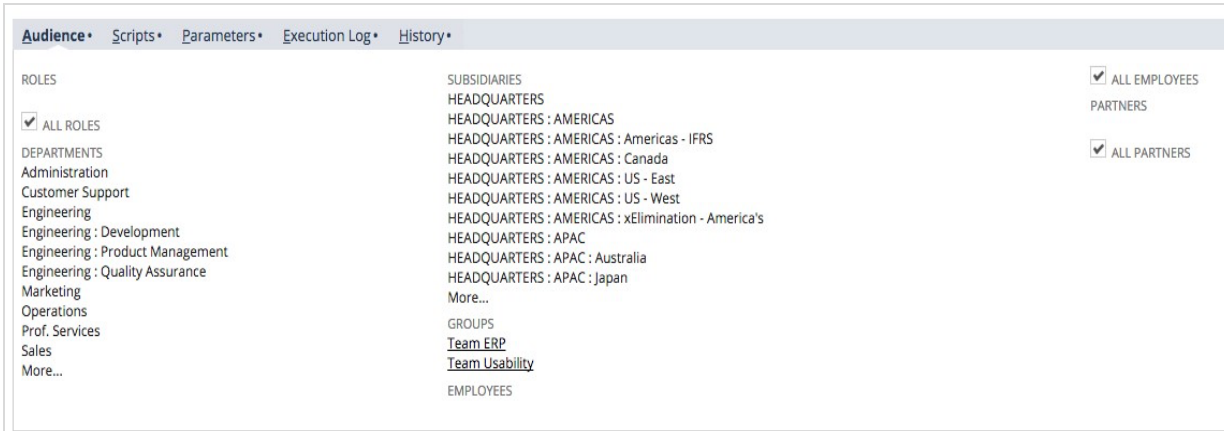 Audience• Scripts• Parameters• Execution Log• History•
ROLES
ALL ROLES
DEPARTMENTS
Administration
Customer Support
Engineering
Engineering : Development
Engineering : Product Management
Engineering : Quality Assurance
Marketing
Operations
Prof. Services
Sales
More...
SUBSIDIARIES
HEADQUARTERS
HEADQUARTERS : AMERICAS
HEADQUARTERS : AMERICAS : Americas - IFRS
HEADQUARTERS : AMERICAS : Canada
HEADQUARTERS : AMERICAS : US - East
HEADQUARTERS : AMERICAS : US - West
HEADQUARTERS : AMERICAS : xElimination - America's
HEADQUARTERS : APAC
HEADQUARTERS : APAC : Australia
HEADQUARTERS : APAC : Japan
More...
GROUPS
Team ERP
Team Usability
EMPLOYEES
ALL EMPLOYEES
PARTNERS
ALL PARTNERS